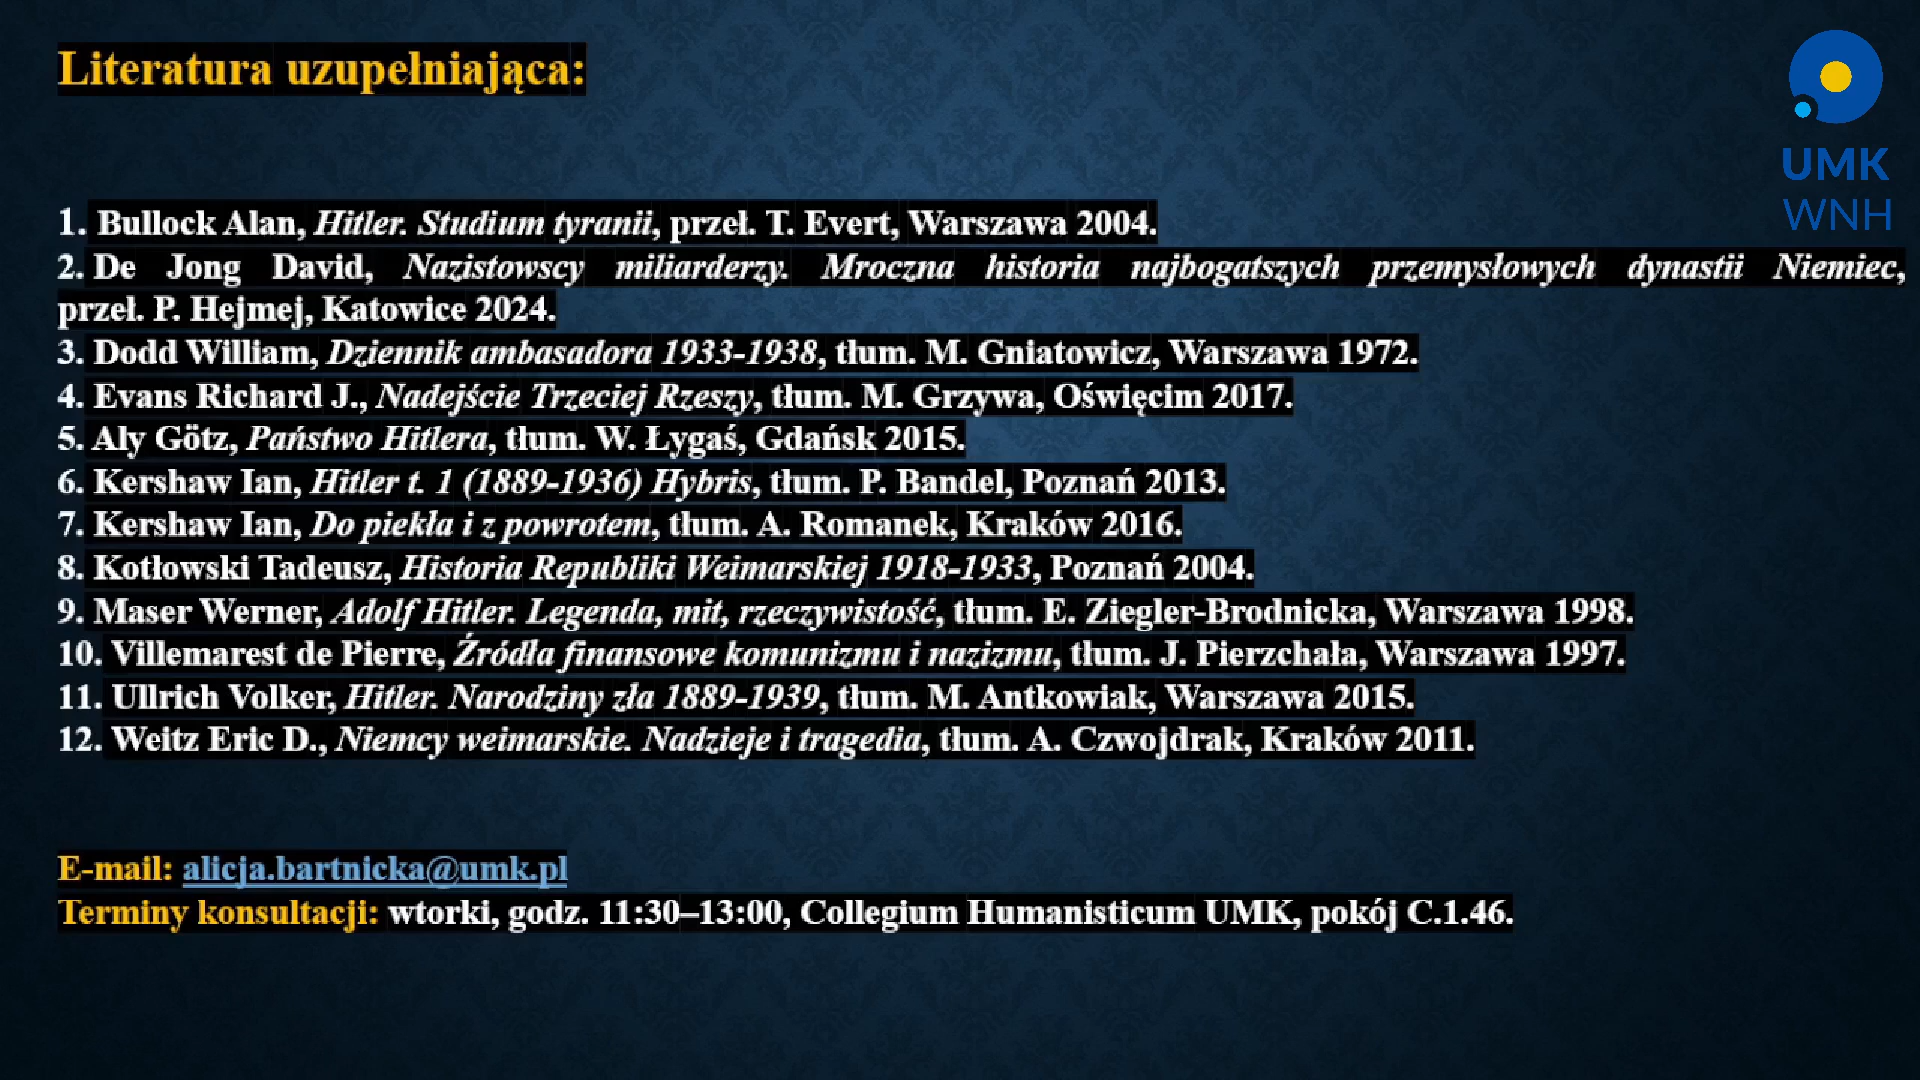 Literatura uzupełniająca:
UMK
WNH
1. Bullock Alan, Hitler. Studium tyranii, przeł. T. Evert, Warszawa 2004.
2. De Jong David, Nazistowscy miliarderzy. Mroczna historia najbogatszych przemysłowych dynastii Niemiec,
przeł. P. Hejmej, Katowice 2024.
3. Dodd William, Dziennik ambasadora 1933-1938, tłum. M. Gniatowicz, Warszawa 1972.
4. Evans Richard J., Nadejście Trzeciej Rzeszy, tłum. M. Grzywa, Oświęcim 2017.
5. Aly Götz, Państwo Hitlera, tłum. W. Łygaś, Gdańsk 2015.
6. Kershaw Ian, Hitler t. 1 (1889-1936) Hybris, tłum. P. Bandel, Poznań 2013.
7. Kershaw Ian, Do piekła i z powrotem, tłum. A. Romanek, Kraków 2016.
8. Kotłowski Tadeusz, Historia Republiki Weimarskiej 1918-1933, Poznań 2004.
9. Maser Werner, Adolf Hitler. Legenda, mit, rzeczywistość, tłum. E. Ziegler-Brodnicka, Warszawa 1998.
10. Villemarest de Pierre, Źródła finansowe komunizmu i nazizmu, tłum. J. Pierzchała, Warszawa 1997.
11. Ullrich Volker, Hitler. Narodziny zła 1889-1939, tłum. M. Antkowiak, Warszawa 2015.
12. Weitz Eric D., Niemcy weimarskie. Nadzieje i tragedia, tłum. A. Czwojdrak, Kraków 2011.
E-mail: alicja.bartnicka@umk.pl
Terminy konsultacji: wtorki, godz. 11:30–13:00, Collegium Humanisticum UMK, pokój C.1.46.